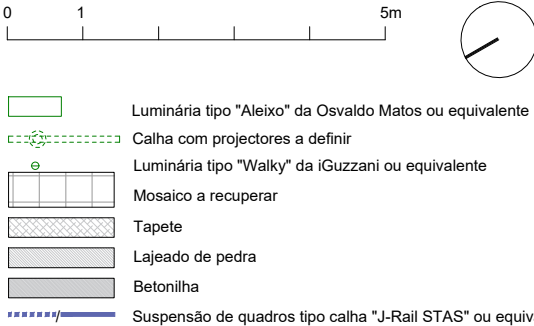 0 1 5m
Luminária tipo "Aleixo" da Osvaldo Matos ou equivalente
Calha com projectores a definir
Luminária tipo "Walky" da iGuzzani ou equivalente
Mosaico a recuperar
Tapete
Lajeado de pedra
Betonilha
Suspensão de quadros tipo calha "J-Rail STAS" ou equiv